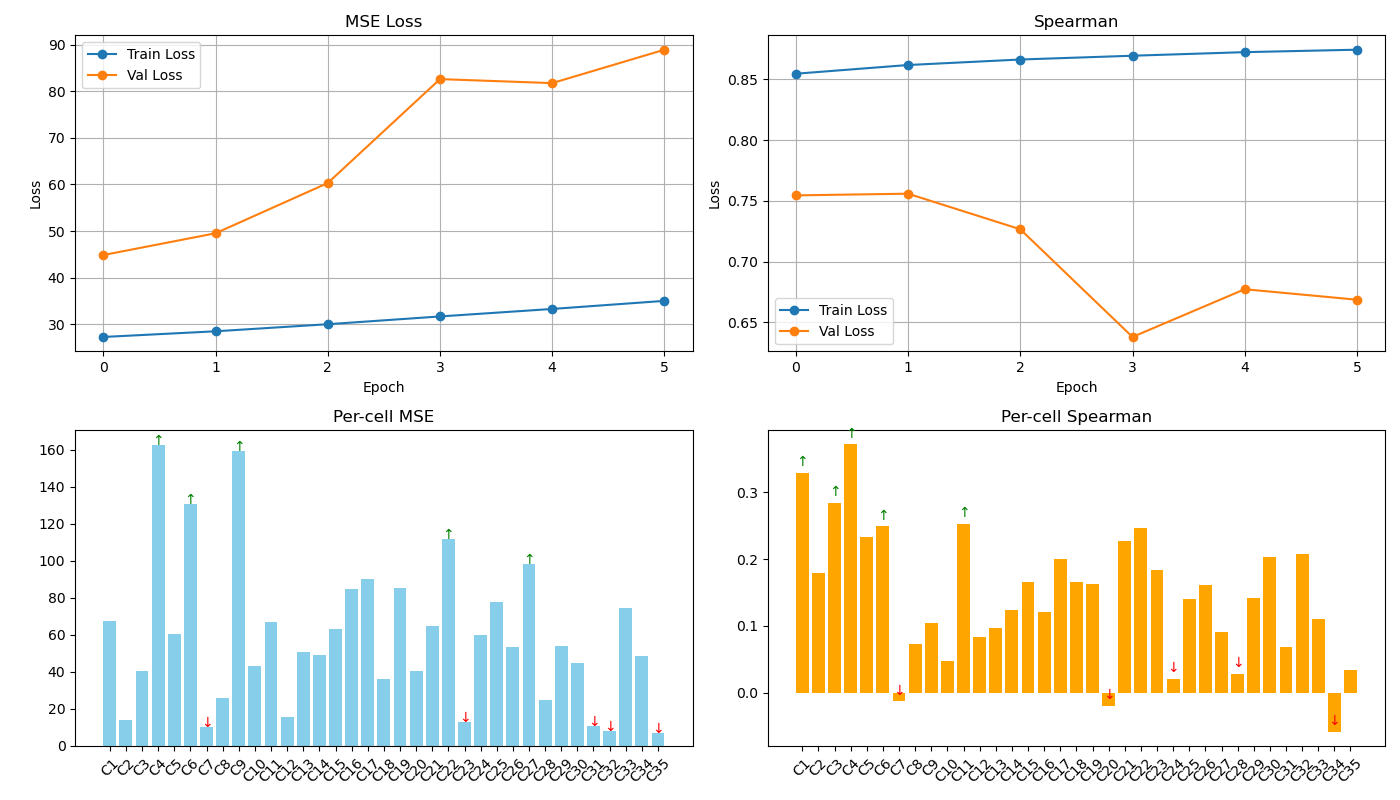 MSE Loss
Train Loss
Val Loss
90
80
70
60
50
40
30
Loss
0 1 2 3 4 5
Epoch
Spearman
Train Loss
Val Loss
0.85
0.80
0.75
0.70
0.65
Loss
0 1 2 3 4 5
Epoch
Per-cell MSE
160
140
120
100
80
60
40
20
0
↑ ↑ ↓ ↑ ↑ ↓ ↑ ↓ ↓ ↓
C1 C2 C3 C4 C5 C6 C7 C8 C9 C10 C11 C12 C13 C14 C15 C16 C17 C18 C19 C20 C21 C22 C23 C24 C25 C26 C27 C28 C29 C30 C31 C32 C33 C34 C35
Per-cell Spearman
0.3
0.2
0.1
0.0
↑ ↑ ↑ ↑ ↓ ↑ ↓ ↓ ↓ ↓
C1 C2 C3 C4 C5 C6 C7 C8 C9 C10 C11 C12 C13 C14 C15 C16 C17 C18 C19 C20 C21 C22 C23 C24 C25 C26 C27 C28 C29 C30 C31 C32 C33 C34 C35